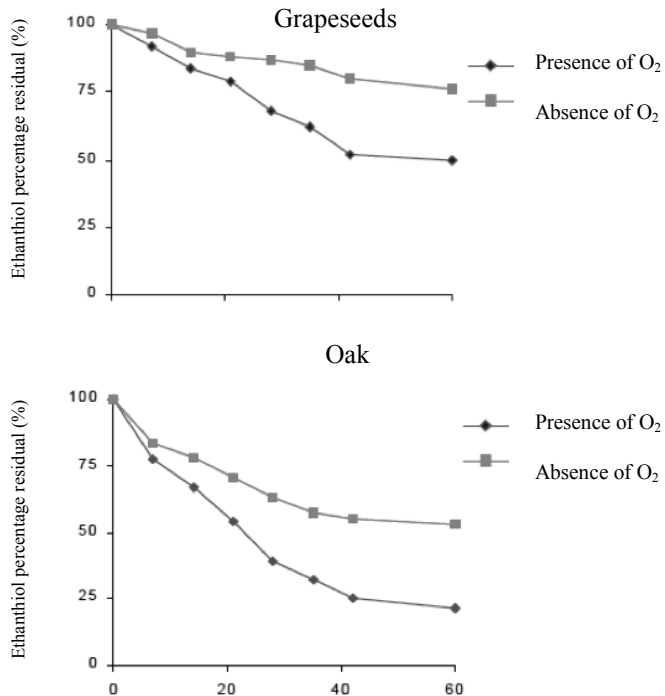 Grapeseeds
Ethanthiol percentage residual (%)
100
75
50
25
0
Presence of O₂
Absence of O₂
Oak
Ethanthiol percentage residual (%)
100
75
50
25
0
0 20 40 60
Presence of O₂
Absence of O₂